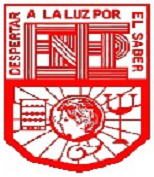 DESPERTAR A LA LUZ POR EL SABER
ENP